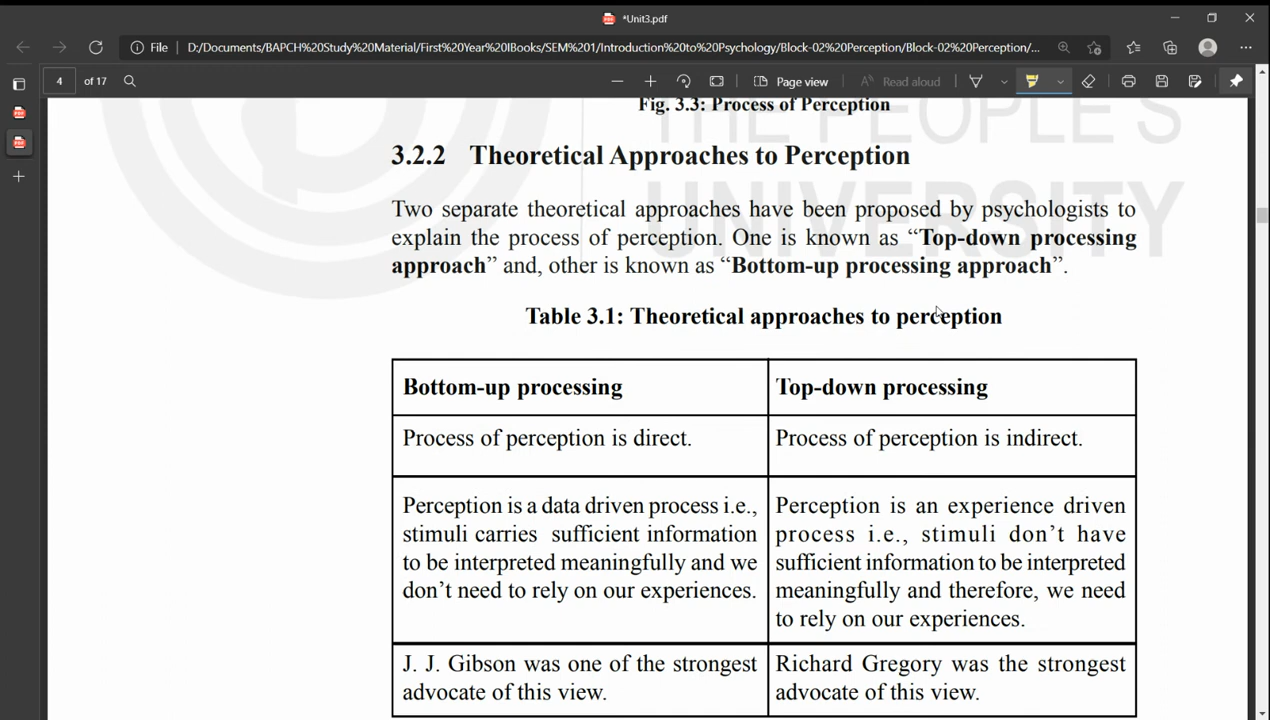 *Unit3.pdf
File
D:/Documents/BAPCH%20Study%20Material/First%20Year%20IBooks/SEM%201/Introduction%20to%20Psychology/Block-02%20Perception/Block-02%20Perception/...
4 of 17
Page view
Read aloud
Fig. 3.3: Process of Perception
THE PEOPLE'S
UNIVERSITY
3.2.2 Theoretical Approaches to Perception
Two separate theoretical approaches have been proposed by psychologists to
explain the process of perception. One is known as “Top-down processing
approach” and, other is known as “Bottom-up processing approach”.
Table 3.1: Theoretical approaches to perception
Bottom-up processing
Top-down processing
Process of perception is direct.
Process of perception is indirect.
Perception is a data driven process i.e.,
stimuli carries sufficient information
to be interpreted meaningfully and we
don’t need to rely on our experiences.
Perception is an experience driven
process i.e., stimuli don’t have
sufficient information to be interpreted
meaningfully and therefore, we need
to rely on our experiences.
J. J. Gibson was one of the strongest
advocate of this view.
Richard Gregory was the strongest
advocate of this view.